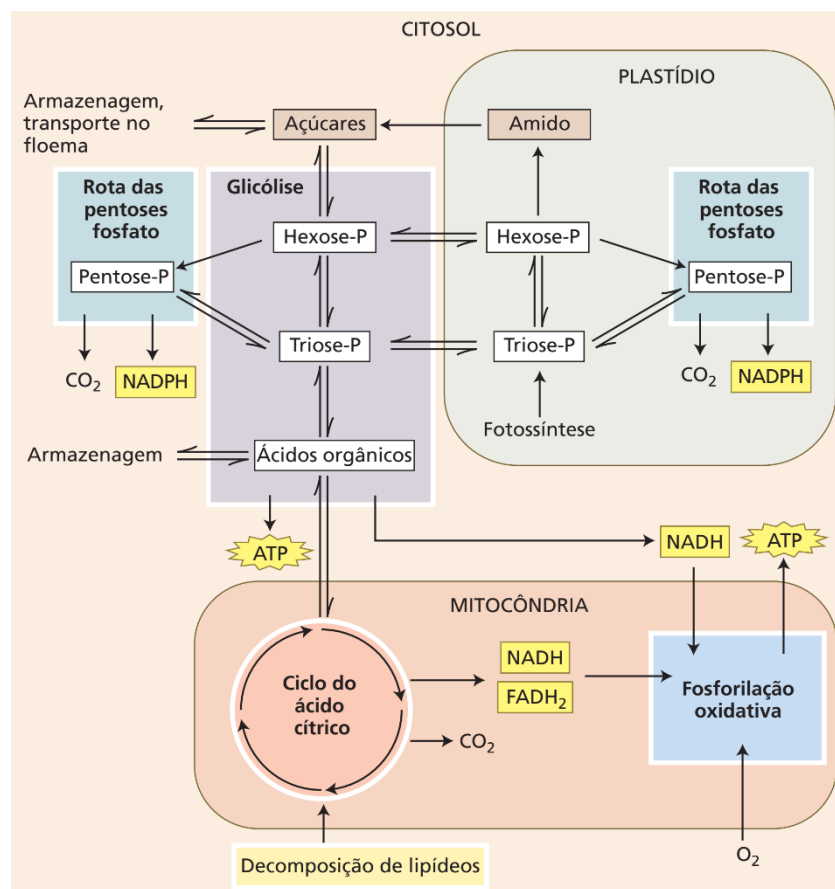 CITOSOL
PLASTÍDIO
Armazenagem,
transporte no
floema
Açúcares
Amido
Rota das
pentoses
fosfato
Glicólise
Rota das
pentoses
fosfato
Hexose-P
Hexose-P
Pentose-P
Pentose-P
Triose-P
Triose-P
CO₂
NADPH
CO₂
NADPH
Fotossíntese
Armazenagem
Ácidos orgânicos
ATP
NADH
ATP
MITOCÔNDRIA
Ciclo do
ácido
cítrico
NADH
FADH₂
CO₂
Fosforilação
oxidativa
Decomposição de lipídeos
O₂